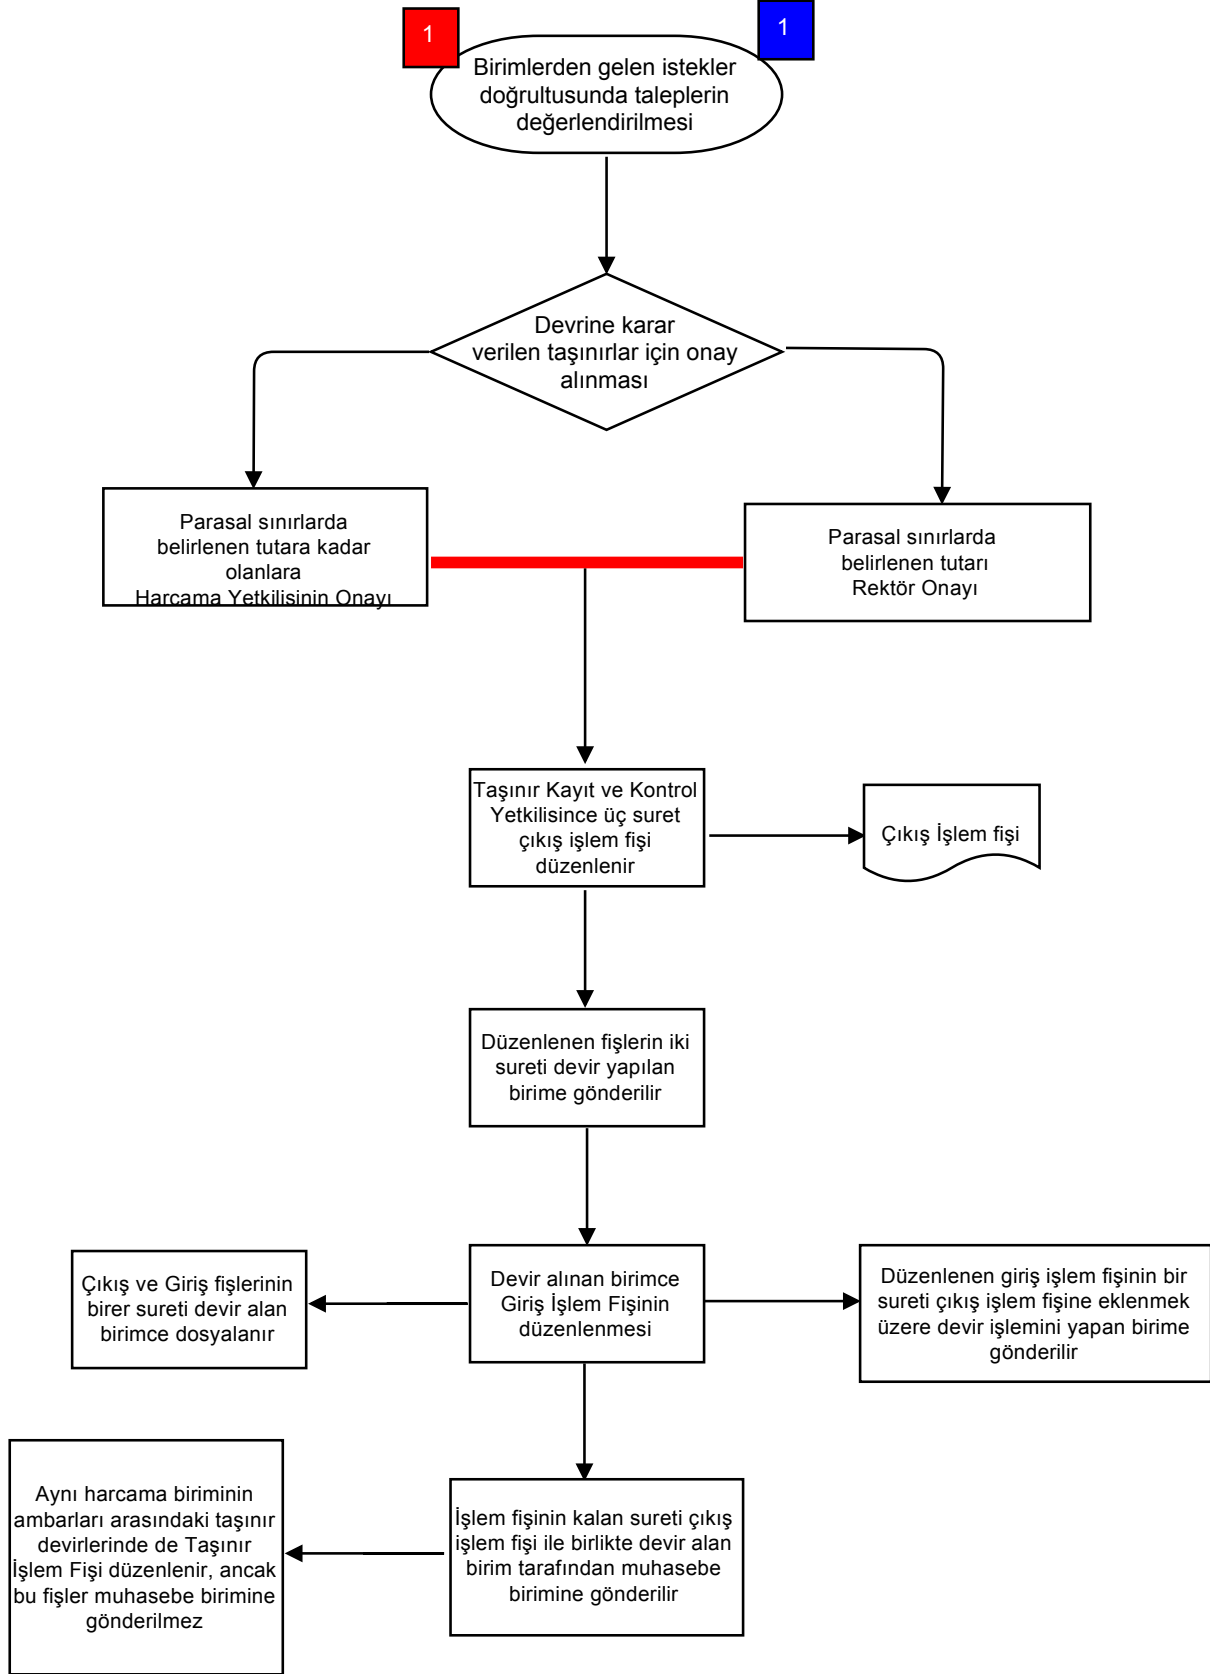 1
1
Birimlerden gelen istekler
doğrultusunda taleplerin
değerlendirilmesi
Devrine karar
verilen taşınırlar için onay
alınması
Parasal sınırlarda
belirlenen tutara kadar
olanlara
Harcama Yetkilisinin Onayı
Parasal sınırlarda
belirlenen tutarı
Rektör Onayı
Taşınır Kayıt ve Kontrol
Yetkilisince üç suret
çıkış işlem fişi
düzenlenir
Çıkış İşlem fişi
Düzenlenen fişlerin iki
sureti devir yapılan
birime gönderilir
Çıkış ve Giriş fişlerinin
birer sureti devir alan
birimce dosyalanır
Devir alınan birimce
Giriş İşlem Fişinin
düzenlenmesi
Düzenlenen giriş işlem fişinin bir
sureti çıkış işlem fişine eklenmek
üzere devir işlemini yapan birime
gönderilir
Aynı harcama biriminin
ambarları arasındaki taşınır
devirlerinde de Taşınır
İşlem Fişi düzenlenir, ancak
bu fişler muhasebe birimine
gönderilmez
İşlem fişinin kalan sureti çıkış
işlem fişi ile birlikte devir alan
birim tarafından muhasebe
birimine gönderilir